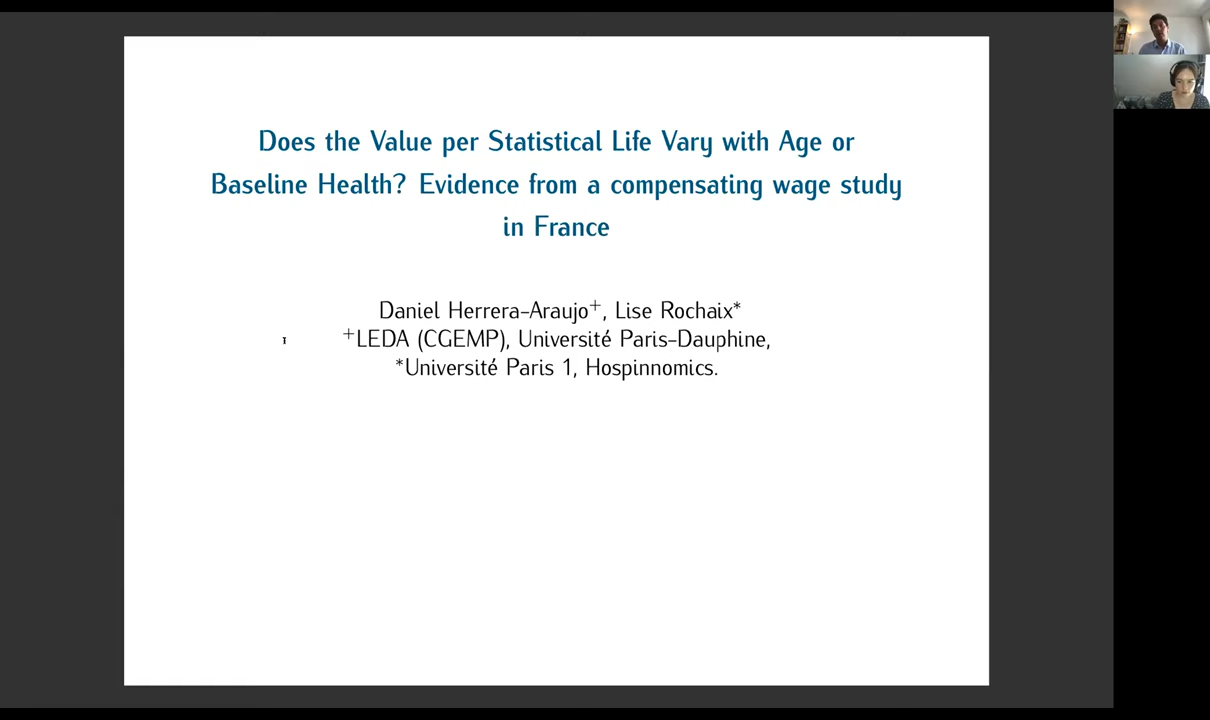 Does the Value per Statistical Life Vary with Age or
Baseline Health? Evidence from a compensating wage study
in France
Daniel Herrera-Araujo+, Lise Rochaix*
+LEDA (CGEMP), Université Paris-Dauphine,
*Université Paris 1, Hospinnomics.